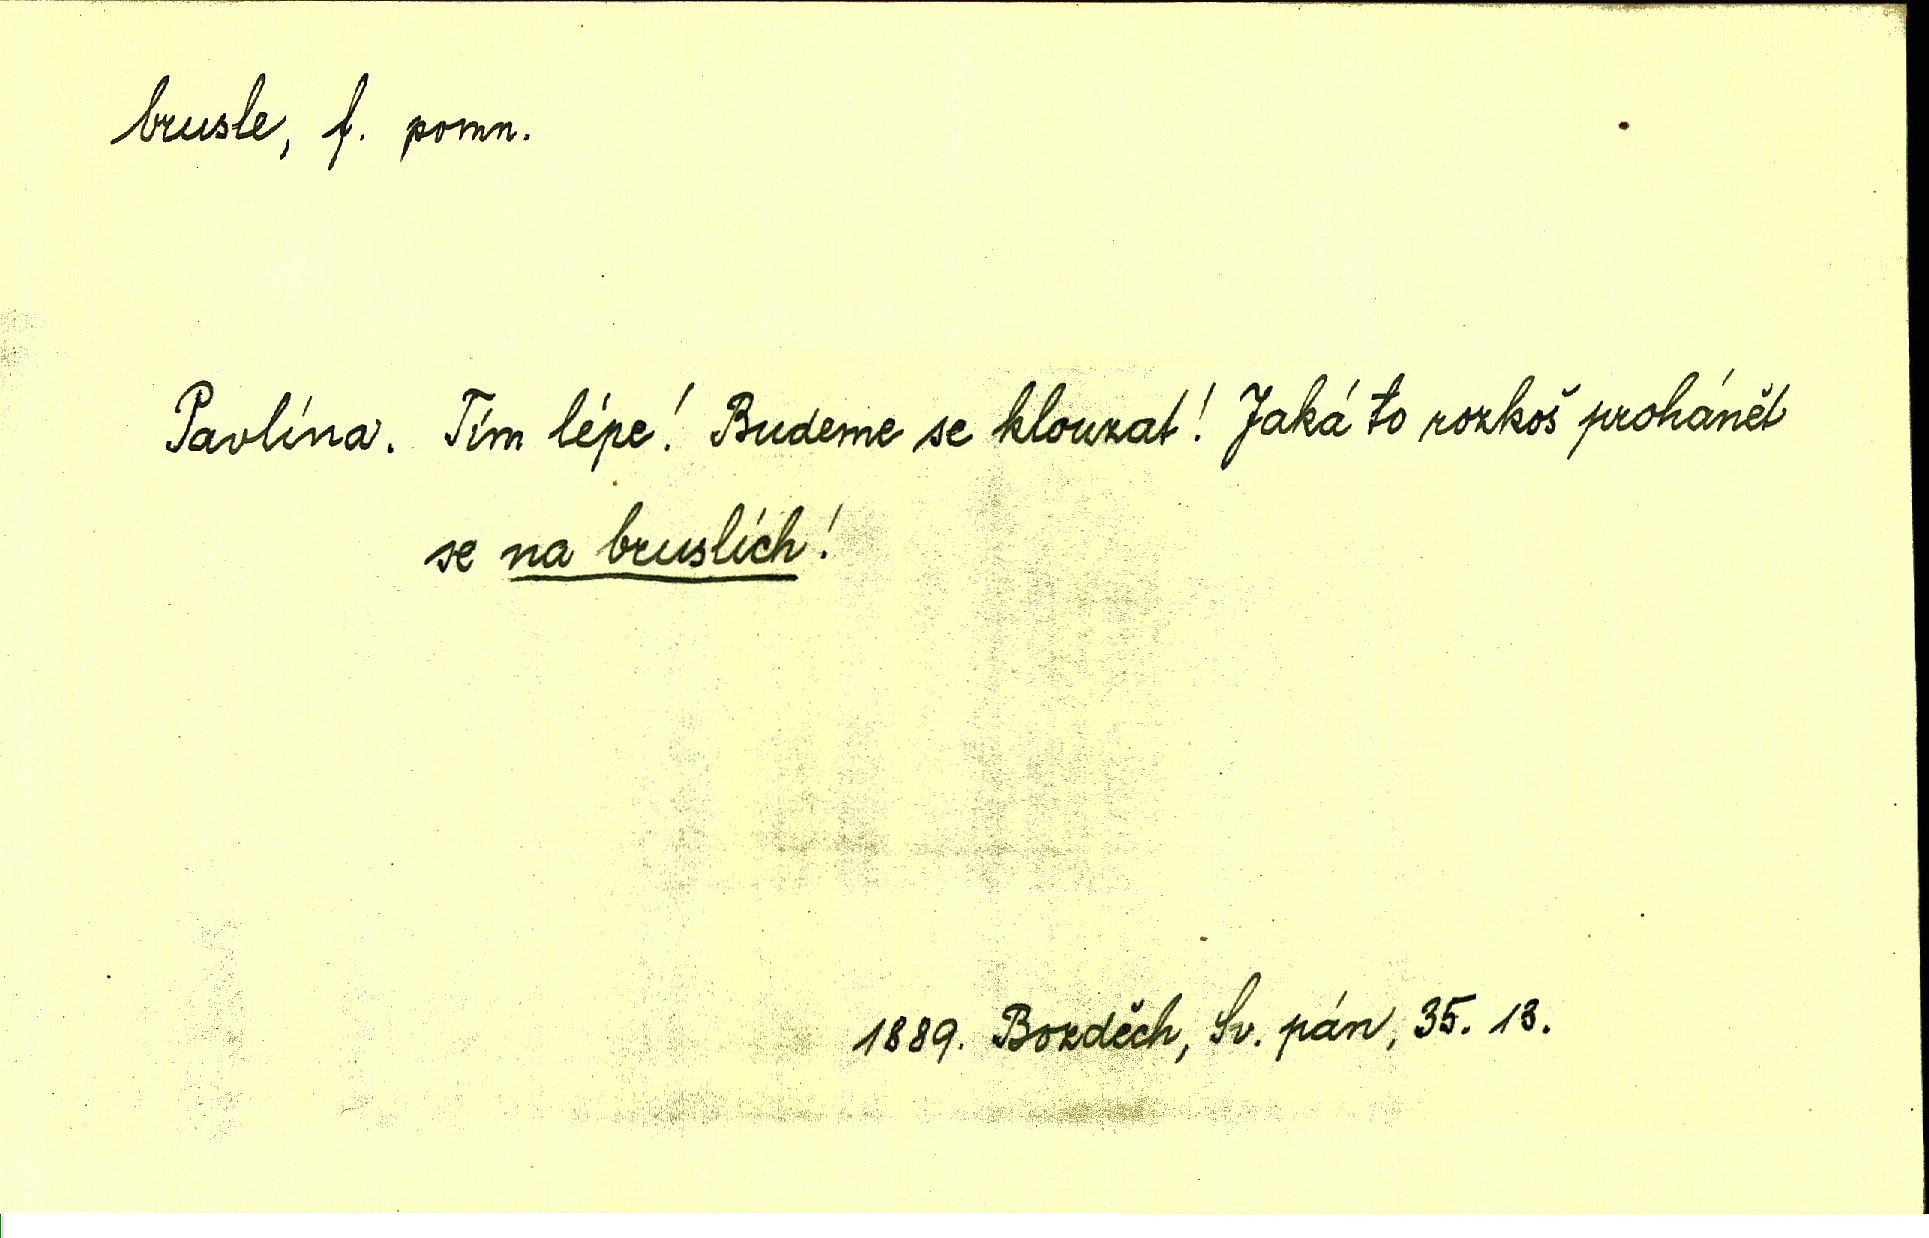 brusle, f. pomn.
Pavlína. Tím lépe! Budeme se klouzat! Jaká to rozkoš proháněti
se na bruslích!
1889. Bozděch, Sv. pán, 35. 13.